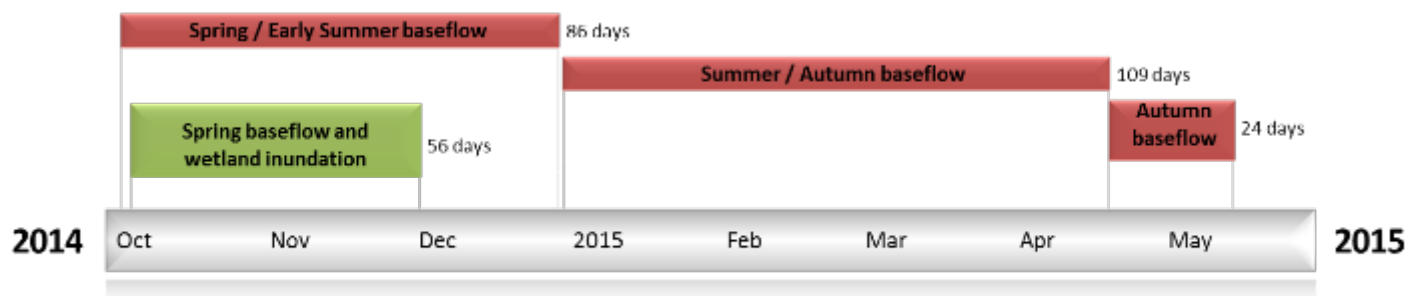 Spring / Early Summer baseflow
86 days
Summer / Autumn baseflow
109 days
Autumn
baseflow
24 days
Spring baseflow and
wetland inundation
56 days
2014
Oct
Nov
Dec
2015
Feb
Mar
Apr
May
2015